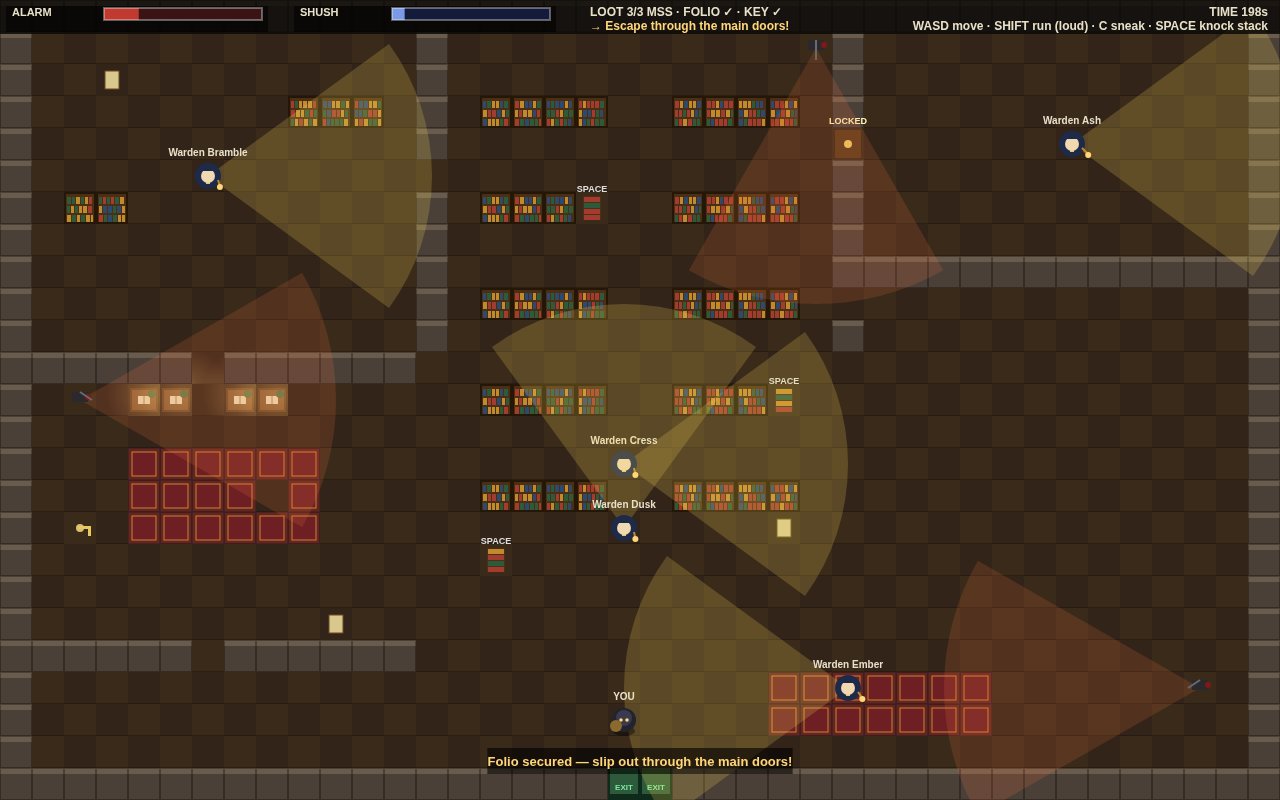 ALARM
SHUSH
LOOT 3/3 MSS · FOLIO ✓ · KEY ✓
→ Escape through the main doors!
TIME 198s
WASD move · SHIFT run (loud) · C sneak · SPACE knock stack
LOCKED
Warden Ash
Warden Bramble
SPACE
SPACE
Warden Cress
Warden Dusk
SPACE
Warden Ember
YOU
Folio secured — slip out through the main doors!
EXIT EXIT